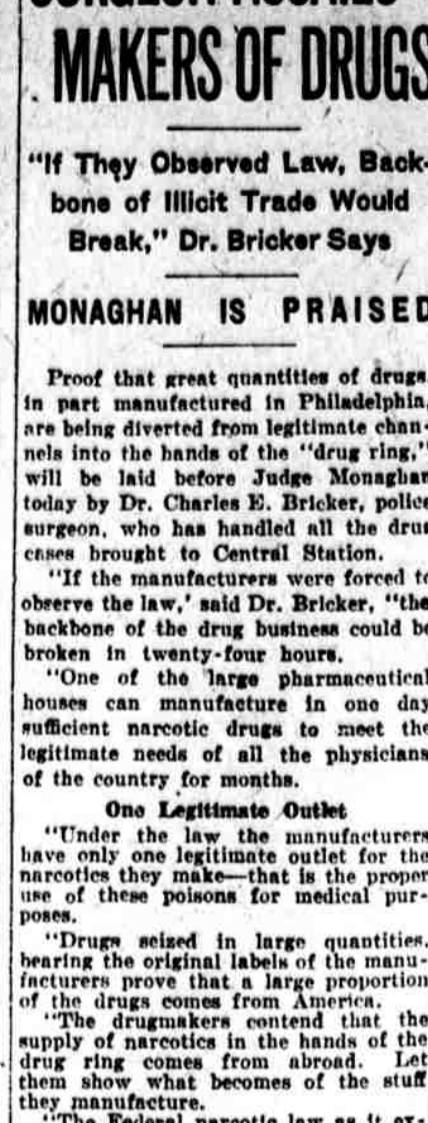 MAKERS OF DRUGS
"If They Observed Law, Back-
bone of Illicit Trade Would
Break," Dr. Bricker Says
MONAGHAN IS PRAISED
Proof that great quantities of drugs,
in part manufactured in Philadelphia,
are being diverted from legitimate chan-
nels into the hands of the "drug ring,"
will be laid before Judge Monaghan
today by Dr. Charles E. Bricker, police
surgeon, who has handled all the drug
cases brought to Central Station.
"If the manufacturers were forced to
observe the law,' said Dr. Bricker, "the
backbone of the drug business could be
broken in twenty-four hours.
"One of the large pharmaceutical
houses can manufacture in one day
sufficient narcotic drugs to meet the
legitimate needs of all the physicians
of the country for months.
One Legitimate Outlet
"Under the law the manufacturers
have only one legitimate outlet for the
narcotics they make—that is the proper
use of these poisons for medical pur-
poses.
"Drugs seized in large quantities,
bearing the original labels of the manu-
facturers prove that a large proportion
of the drugs comes from America.
"The drugmakers contend that the
supply of narcotics in the hands of the
drug ring comes from abroad. Let
them show what becomes of the stuff
they manufacture.
"The Federal narcotic law as it ex-